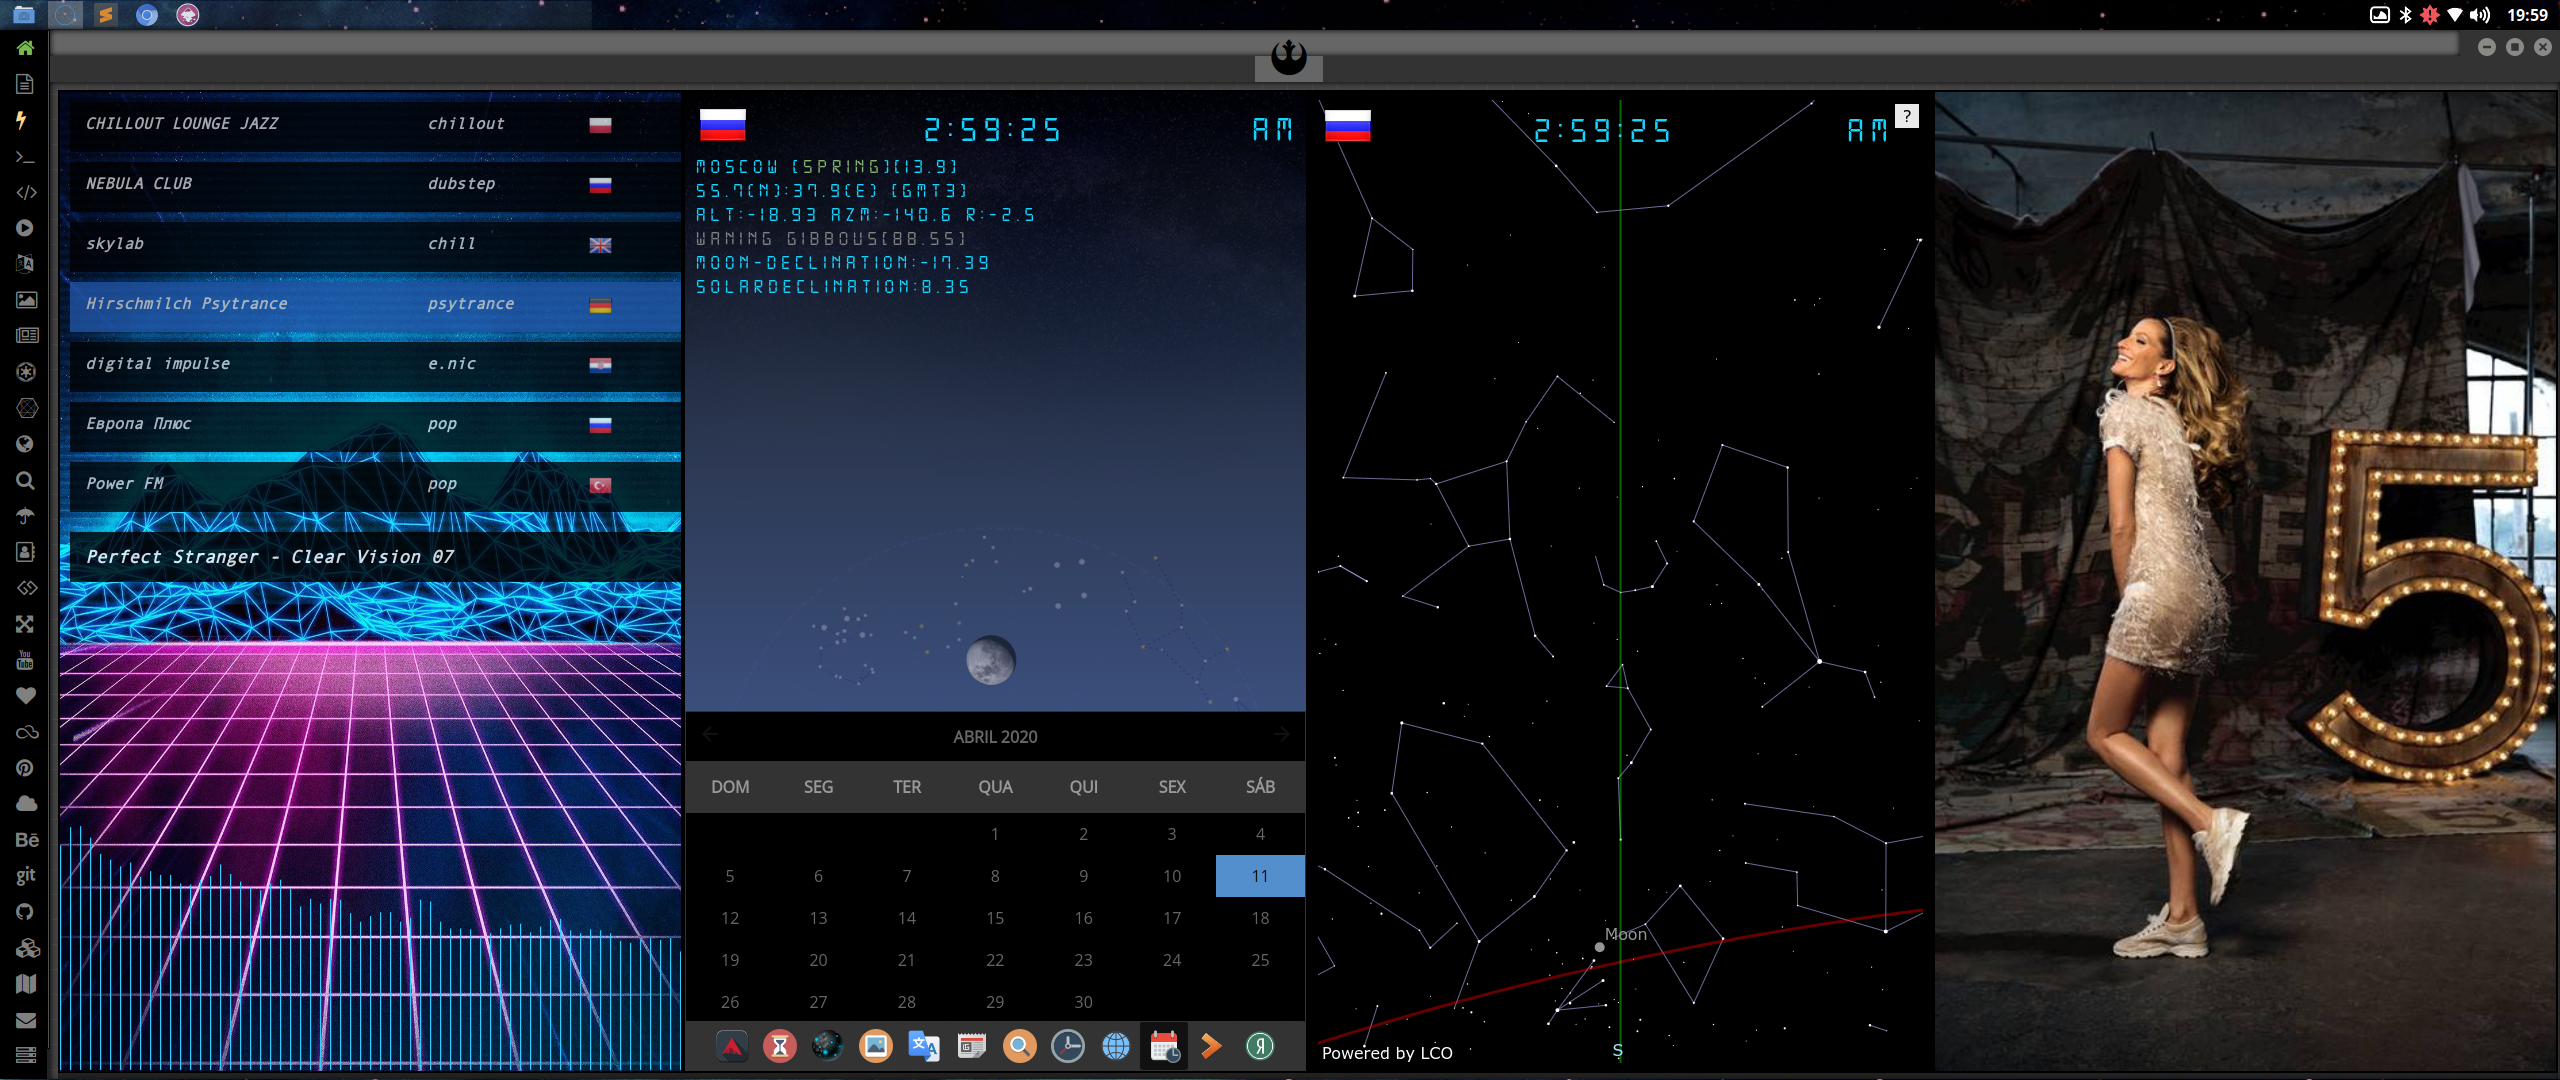 19:59
CHILLOUT LOUNGE JAZZ chillout
NEBULA CLUB dubstep
skylab chill
Hirschmilch Psytrance psytrance
digital impulse e.nic
Европа Плюс pop
Power FM pop
Perfect Stranger - Clear Vision 07
You
Tube
Bē
git
2:59:25 AM
MOSCOW [SPRING][13.9]
55.7(N):37.9(E) [GMT3]
ALT:-18.93 AZM:-140.6 R:-2.5
WANING GIBBOUS[88.55]
MOON-DECLINATION:-17.39
SOLARDECLINATION:8.35
ABRIL 2020
DOM SEG TER QUA QUI SEX SÁB
1 2 3 4
5 6 7 8 9 10 11
12 13 14 15 16 17 18
19 20 21 22 23 24 25
26 27 28 29 30
Я
2:59:25 AM ?
Moon
Powered by LCO S
5